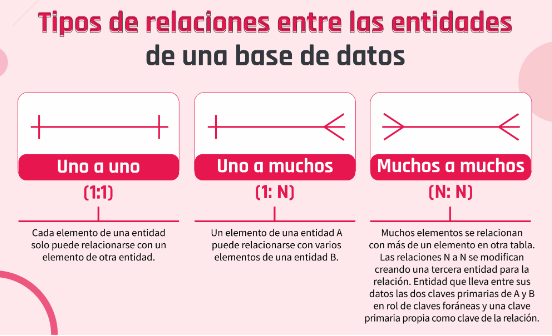 Tipos de relaciones entre las entidades
de una base de datos
Uno a uno
(1:1)
Cada elemento de una entidad
solo puede relacionarse con un
elemento de otra entidad.
Uno a muchos
(1: N)
Un elemento de una entidad A
puede relacionarse con varios
elementos de una entidad B.
Muchos a muchos
(N: N)
Muchos elementos se relacionan
con más de un elemento en otra tabla.
Las relaciones N a N se modifican
creando una tercera entidad para la
relación. Entidad que lleva entre sus
datos las dos claves primarias de A y B
en rol de claves foráneas y una clave
primaria propia como clave de la relación.